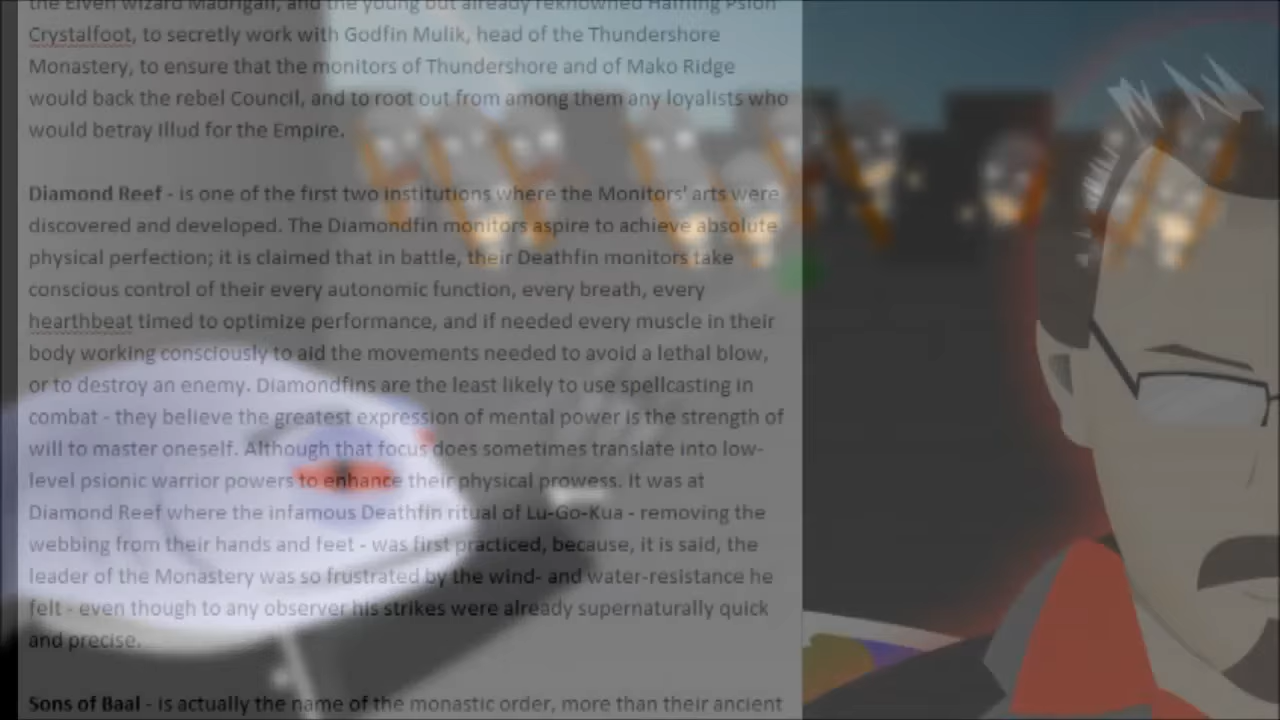 the Elven wizard Madrigan, and the young but already reknowned Halfling Psion
Crystalfoot, to secretly work with Godfin Mulik, head of the Thundershore
Monastery, to ensure that the monitors of Thundershore and of Mako Ridge
would back the rebel Council, and to root out from among them any loyalists who
would betray Illud for the Empire.
Diamond Reef - is one of the first two institutions where the Monitors' arts were
discovered and developed. The Diamondfin monitors aspire to achieve absolute
physical perfection; it is claimed that in battle, their Deathfin monitors take
conscious control of their every autonomic function, every breath, every
hearthbeat timed to optimize performance, and if needed every muscle in their
body working consciously to aid the movements needed to avoid a lethal blow,
or to destroy an enemy. Diamondfins are the least likely to use spellcasting in
combat - they believe the greatest expression of mental power is the strength of
will to master oneself. Although that focus does sometimes translate into low-
level psionic warrior powers to enhance their physical prowess. It was at
Diamond Reef where the infamous Deathfin ritual of Lu-Go-Kua - removing the
webbing from their hands and feet - was first practiced, because, it is said, the
leader of the Monastery was so frustrated by the wind- and water-resistance he
felt - even though to any observer his strikes were already supernaturally quick
and precise.
Sons of Baal - is actually the name of the monastic order, more than their ancient